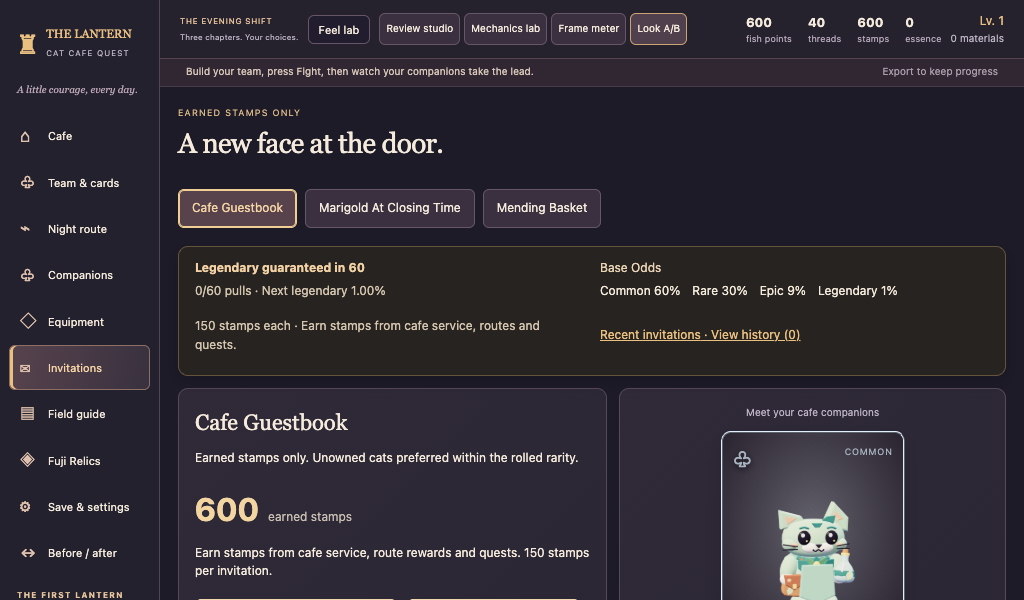 THE LANTERN
CAT CAFE QUEST
A little courage, every day.
Cafe
Team & cards
Night route
Companions
Equipment
Invitations
Field guide
Fuji Relics
Save & settings
Before / after
THE FIRST LANTERN
THE EVENING SHIFT
Three chapters. Your choices.
Feel lab
Review studio
Mechanics lab
Frame meter
Look A/B
600
fish points
40
threads
600
stamps
0
essence
Lv. 1
0 materials
Build your team, press Fight, then watch your companions take the lead.
Export to keep progress
EARNED STAMPS ONLY
A new face at the door.
Cafe Guestbook
Marigold At Closing Time
Mending Basket
Legendary guaranteed in 60
0/60 pulls · Next legendary 1.00%
150 stamps each · Earn stamps from cafe service, routes and
quests.
Base Odds
Common 60% Rare 30% Epic 9% Legendary 1%
Recent invitations · View history (0)
Cafe Guestbook
Earned stamps only. Unowned cats preferred within the rolled rarity.
600 earned stamps
Earn stamps from cafe service, route rewards and quests. 150 stamps
per invitation.
Meet your cafe companions
COMMON